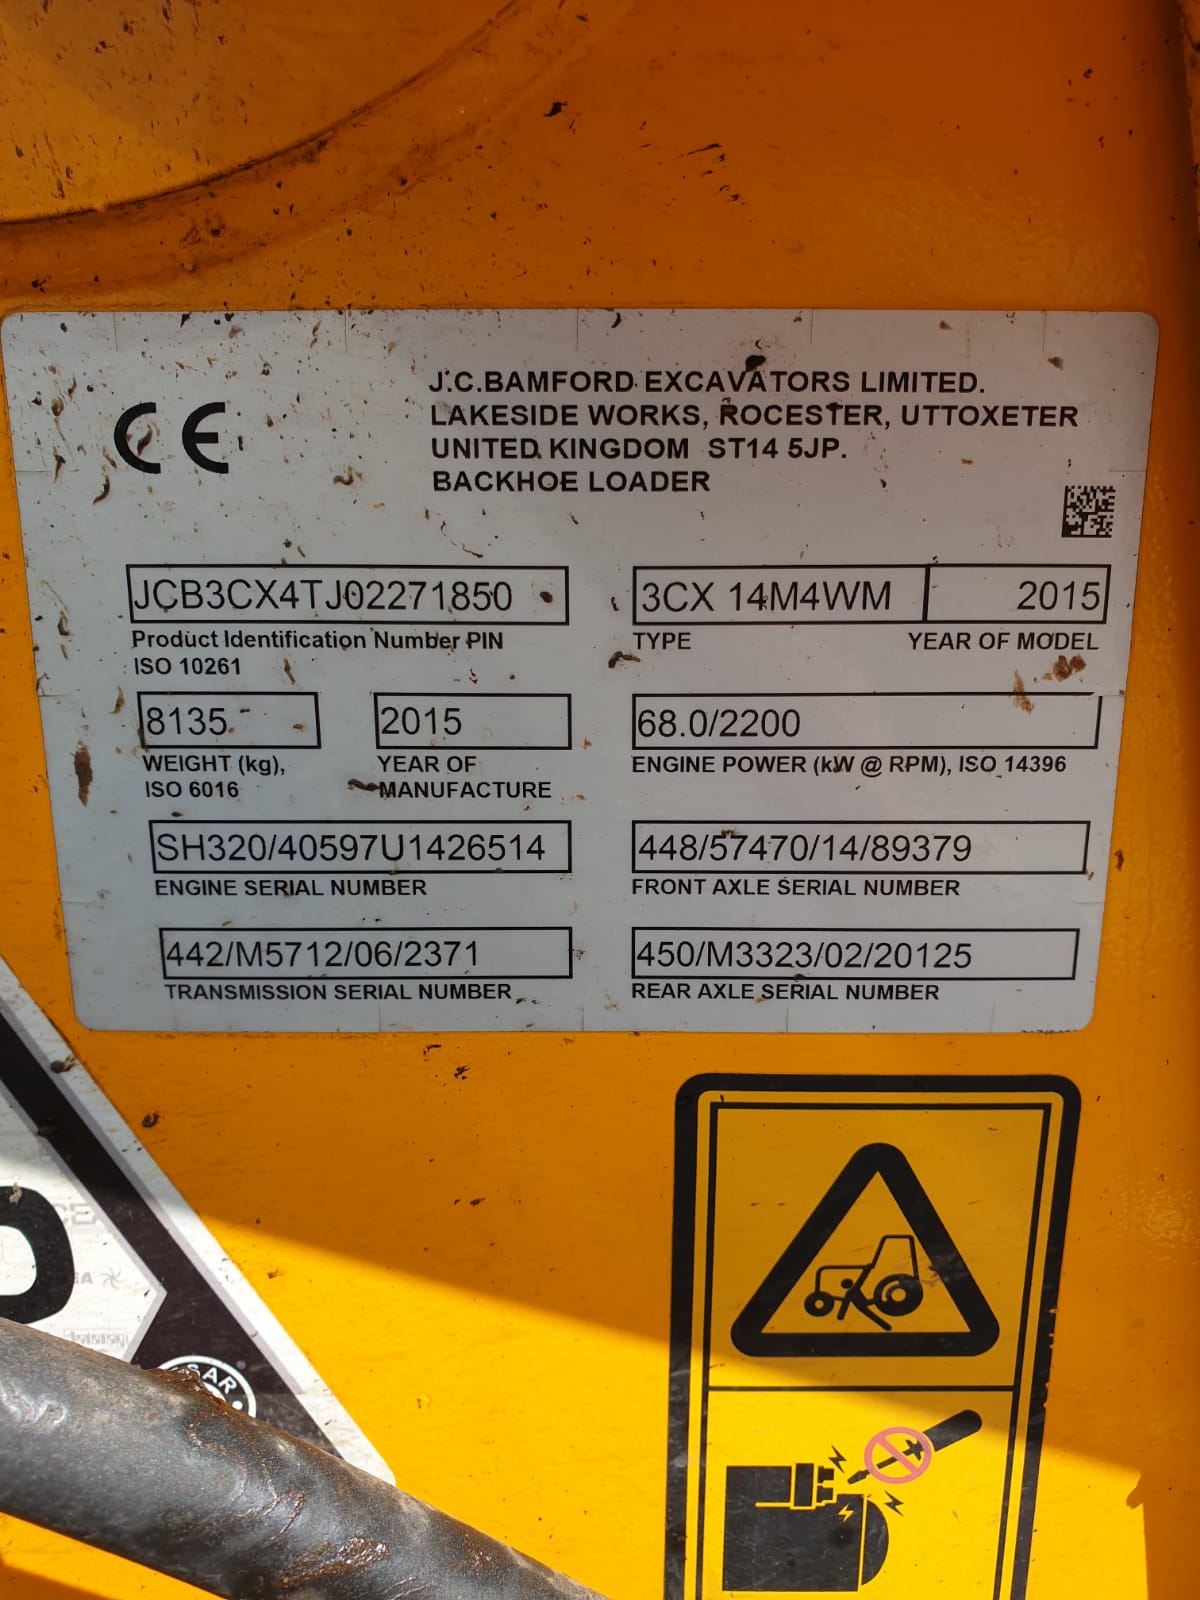 CE
J.C.BAMFORD EXCAVATORS LIMITED.
LAKESIDE WORKS, ROCESTER, UTTOXETER
UNITED KINGDOM ST14 5JP.
BACKHOE LOADER
JCB3CX4TJ02271850
Product Identification Number PIN
ISO 10261
3CX 14M4WM
2015
TYPE
YEAR OF MODEL
8135
WEIGHT (kg),
ISO 6016
2015
YEAR OF
MANUFACTURE
68.0/2200
ENGINE POWER (kW @ RPM), ISO 14396
SH320/40597U1426514
ENGINE SERIAL NUMBER
448/57470/14/89379
FRONT AXLE SERIAL NUMBER
442/M5712/06/2371
TRANSMISSION SERIAL NUMBER
450/M3323/02/20125
REAR AXLE SERIAL NUMBER